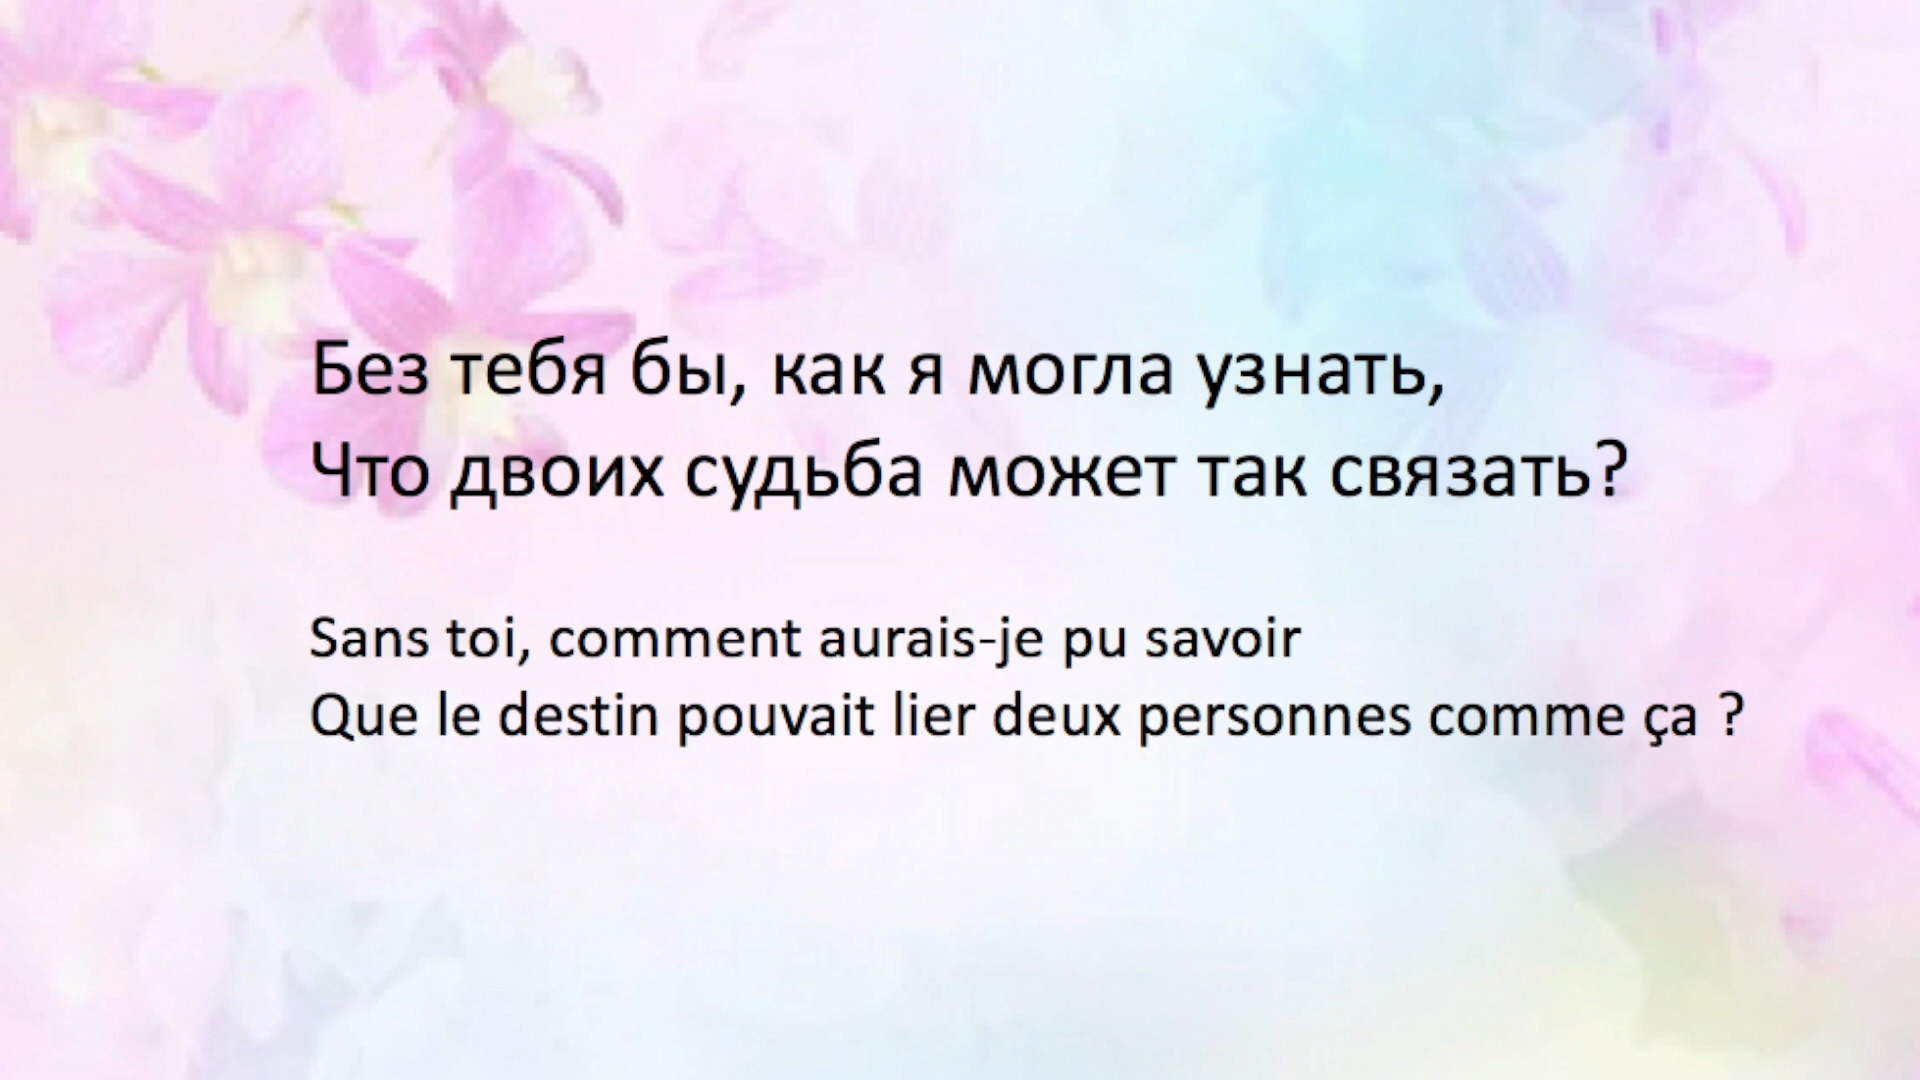 Без тебя бы, как я могла узнать,
Что двоих судьба может так связать?
Sans toi, comment aurais-je pu savoir
Que le destin pouvait lier deux personnes comme ça ?